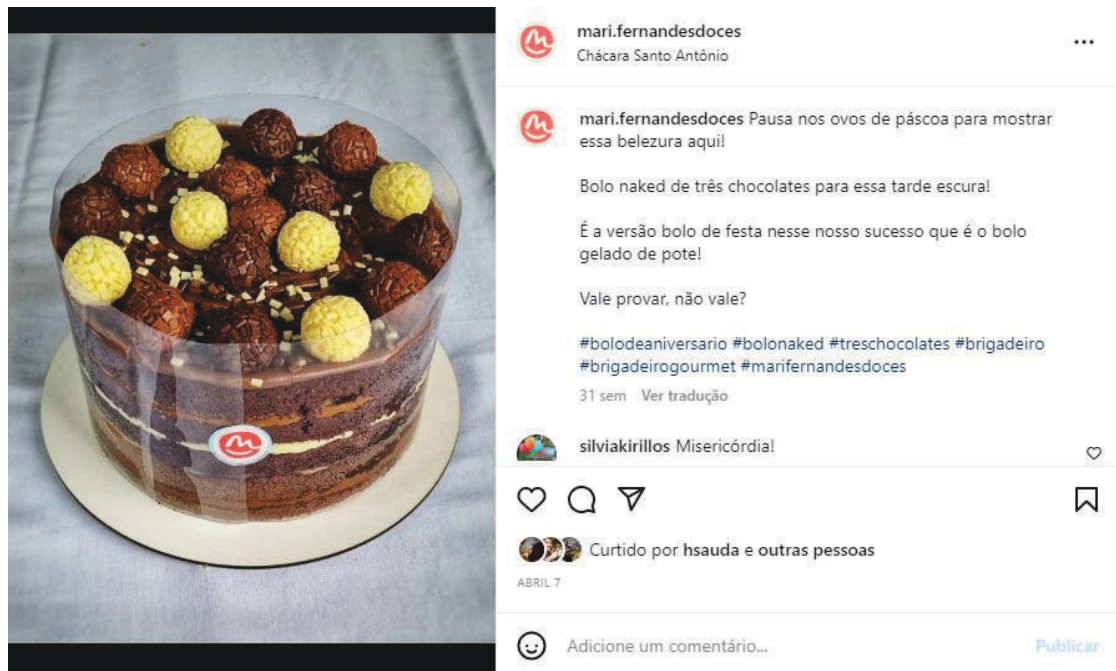 mari.fernandesdoces
Chácara Santo Antônio
mari.fernandesdoces Pausa nos ovos de páscoa para mostrar
essa belezura aqui!
Bolo naked de três chocolates para essa tarde escura!
É a versão bolo de festa nesse nosso sucesso que é o bolo
gelado de pote!
Vale provar, não vale?
#bolodeaniversario #bolonaked #treschocolates #brigadeiro
#brigadeirogourmet #marifernandesdoces
31 sem Ver tradução
silviakirillos Misericórdia!
Curtido por hsauda e outras pessoas
ABRIL 7
Adicione um comentário...
Publicar